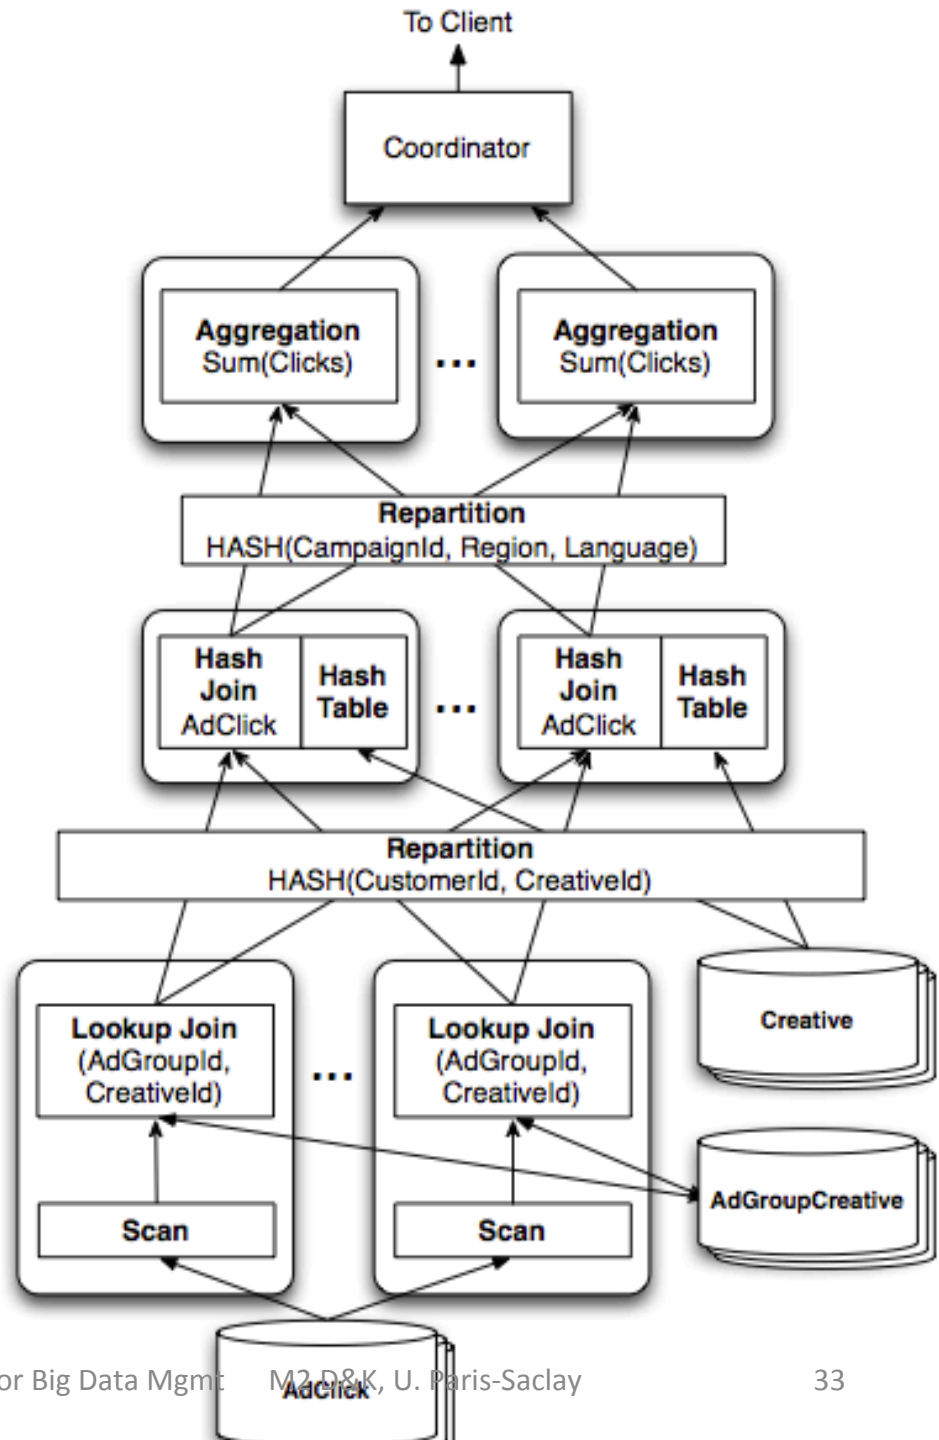 To Client
Coordinator
Aggregation
Sum(Clicks)
...
Aggregation
Sum(Clicks)
Repartition
HASH(CampaignId, Region, Language)
Hash
Join
AdClick
Hash
Table
...
Hash
Join
AdClick
Hash
Table
Repartition
HASH(CustomerId, CreativeId)
Lookup Join
(AdGroupId,
CreativeId)
...
Lookup Join
(AdGroupId,
CreativeId)
Creative
AdGroupCreative
Scan
Scan
AdClick
or Big Data Mgmt M2 D&K, U. Paris-Saclay 33